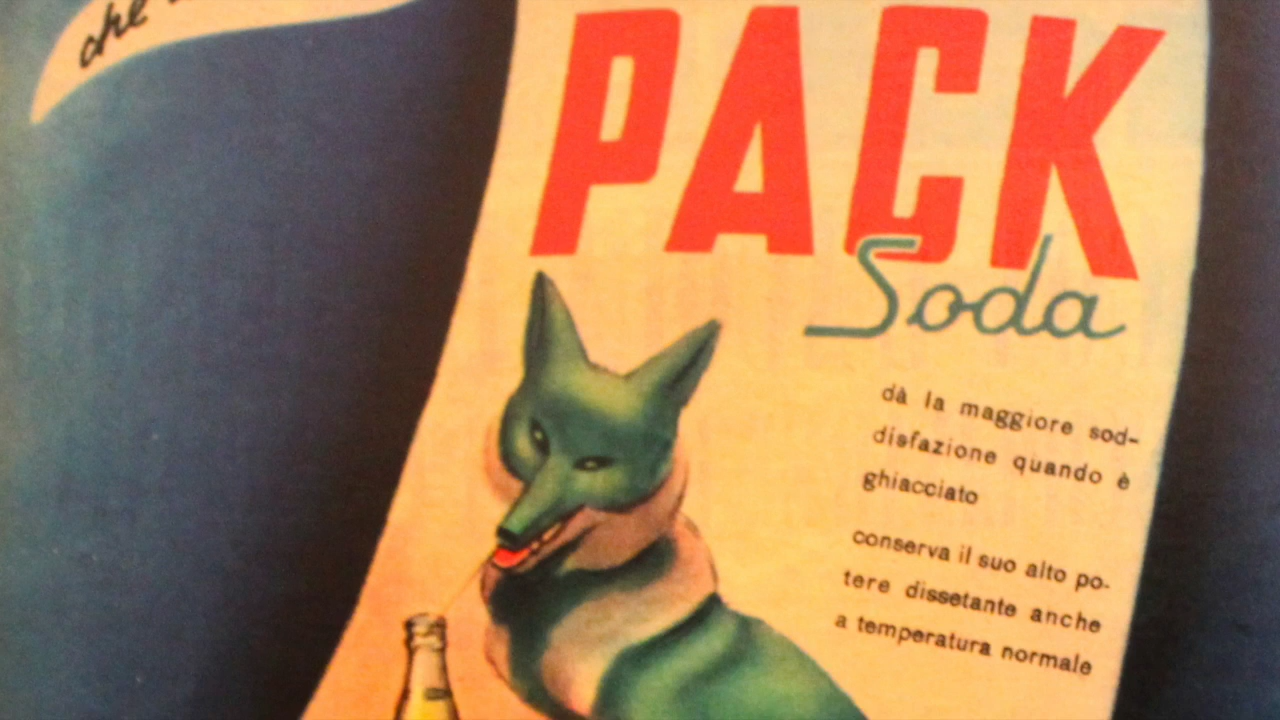 che
PACK
Soda
dà la maggiore sod-
disfazione quando è
ghiacciato
conserva il suo alto po-
tere dissetante anche
a temperatura normale